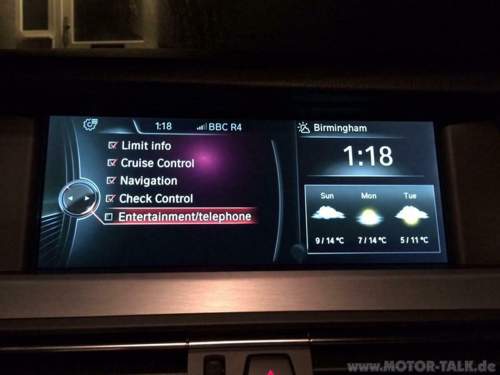 1:18 BBC R4
Limit info
Cruise Control
Navigation
Check Control
Entertainment/telephone
Birmingham
1:18
Sun Mon Tue
9/14 °C 7/14 °C 5/11 °C
www.MOTOR-TALK.de